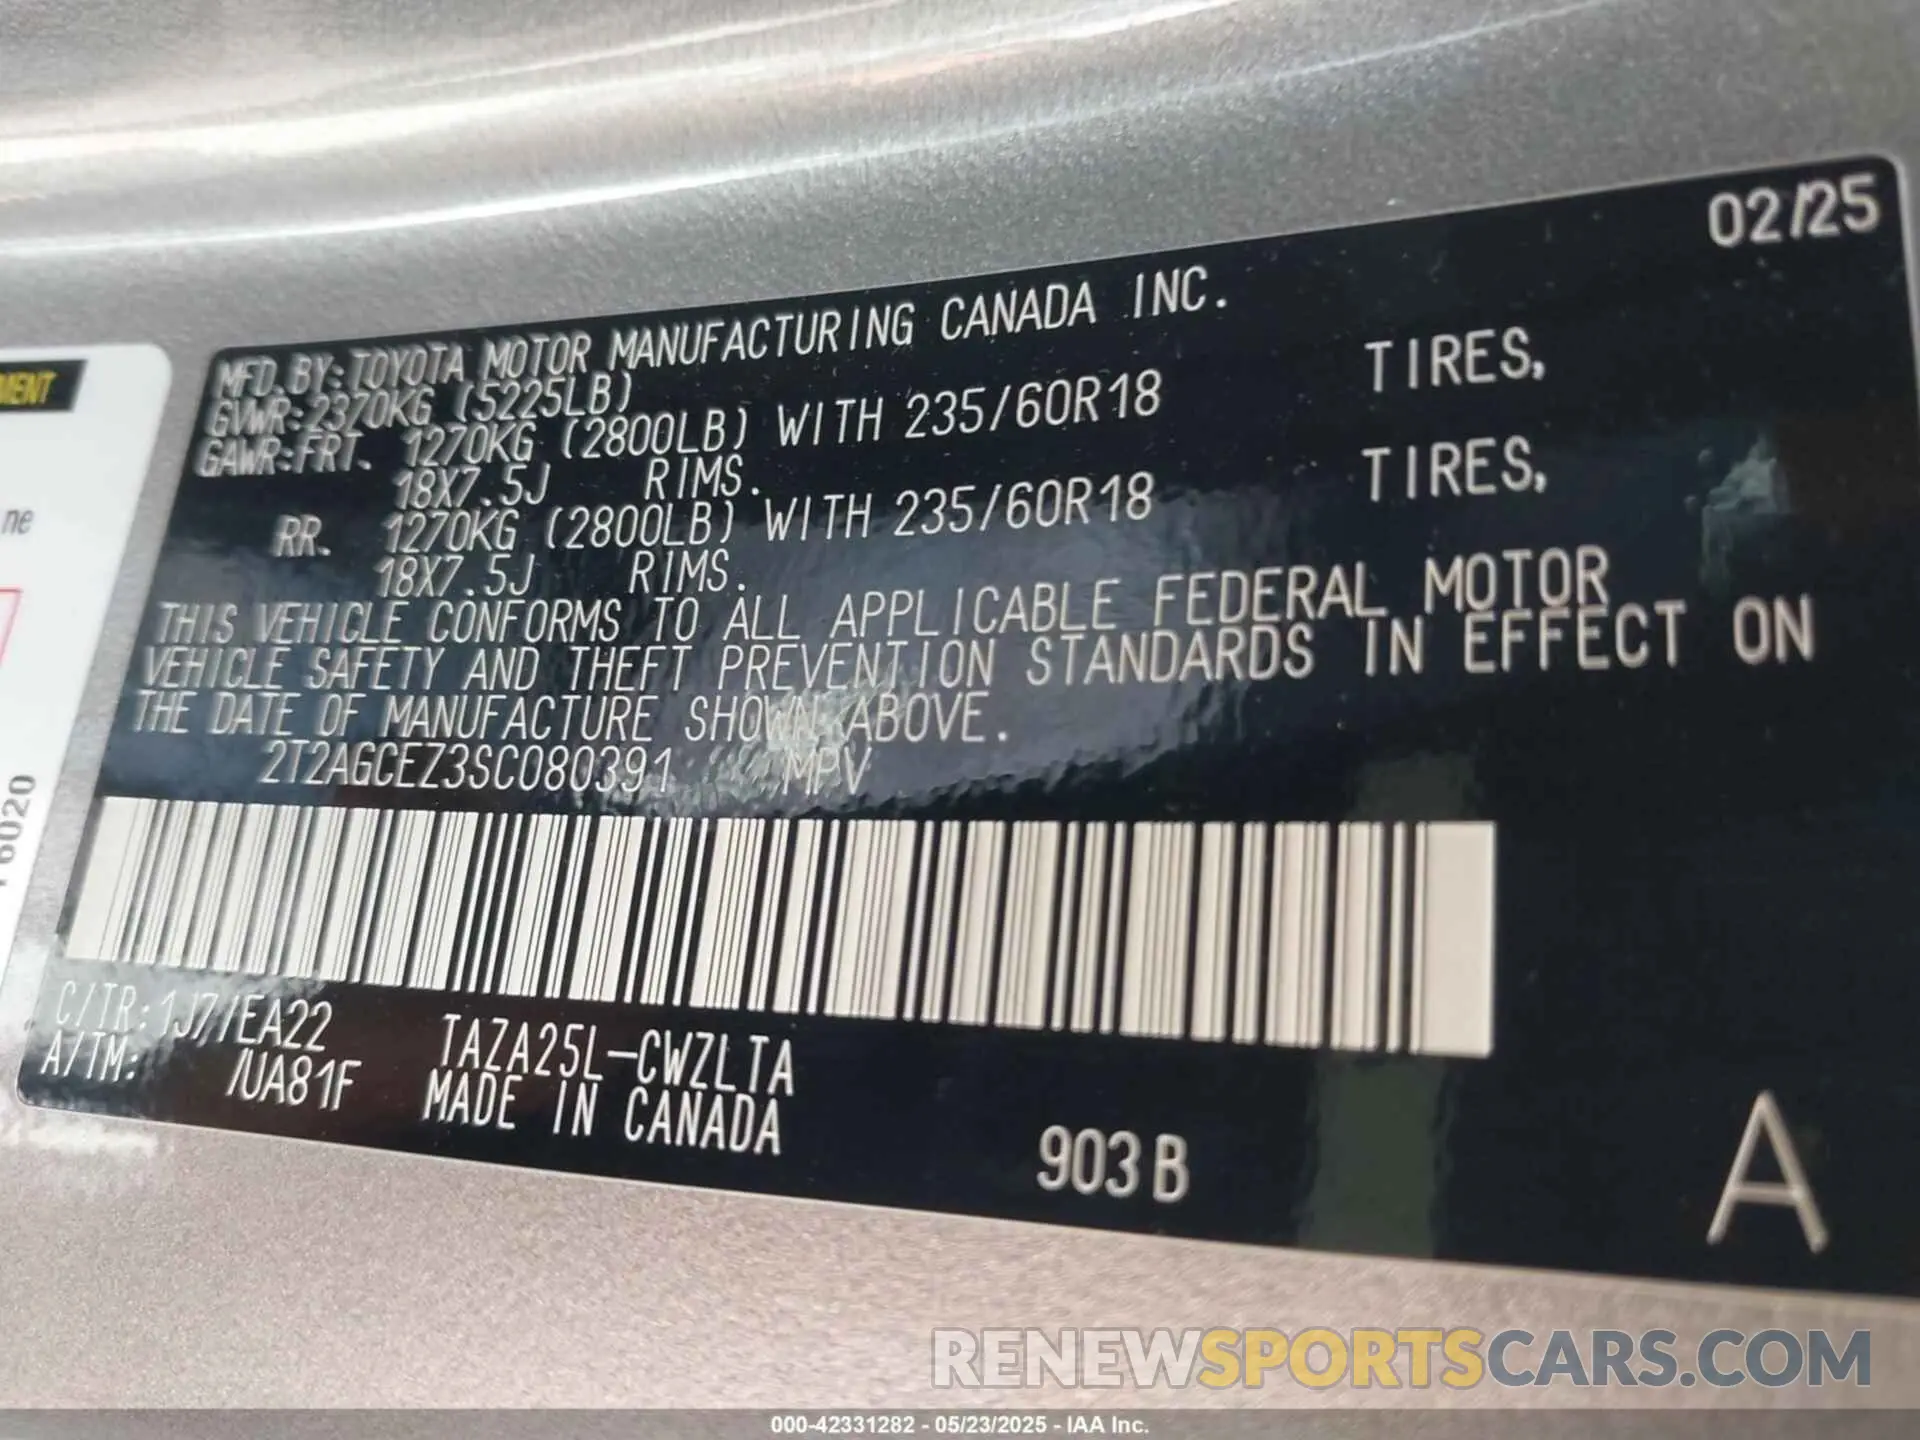 MENT
ne
02/25
MFD.BY:TOYOTA MOTOR MANUFACTURING CANADA INC.
GVWR:2370KG (5225LB)
GAWR:FRT. 1270KG (2800LB) WITH 235/60R18 TIRES,
18X7.5J RIMS.
RR. 1270KG (2800LB) WITH 235/60R18 TIRES,
18X7.5J RIMS.
THIS VEHICLE CONFORMS TO ALL APPLICABLE FEDERAL MOTOR
VEHICLE SAFETY AND THEFT PREVENTION STANDARDS IN EFFECT ON
THE DATE OF MANUFACTURE SHOWN ABOVE.
2T2AGCEZ3SC080391 MPV
C/TR:1J7/EA22 TAZA25L-CWZLTA
A/TM: /UA81F MADE IN CANADA
903B
A
RENEWSPORTSCARS.COM
000-42331282 - 05/23/2025 - IAA Inc.